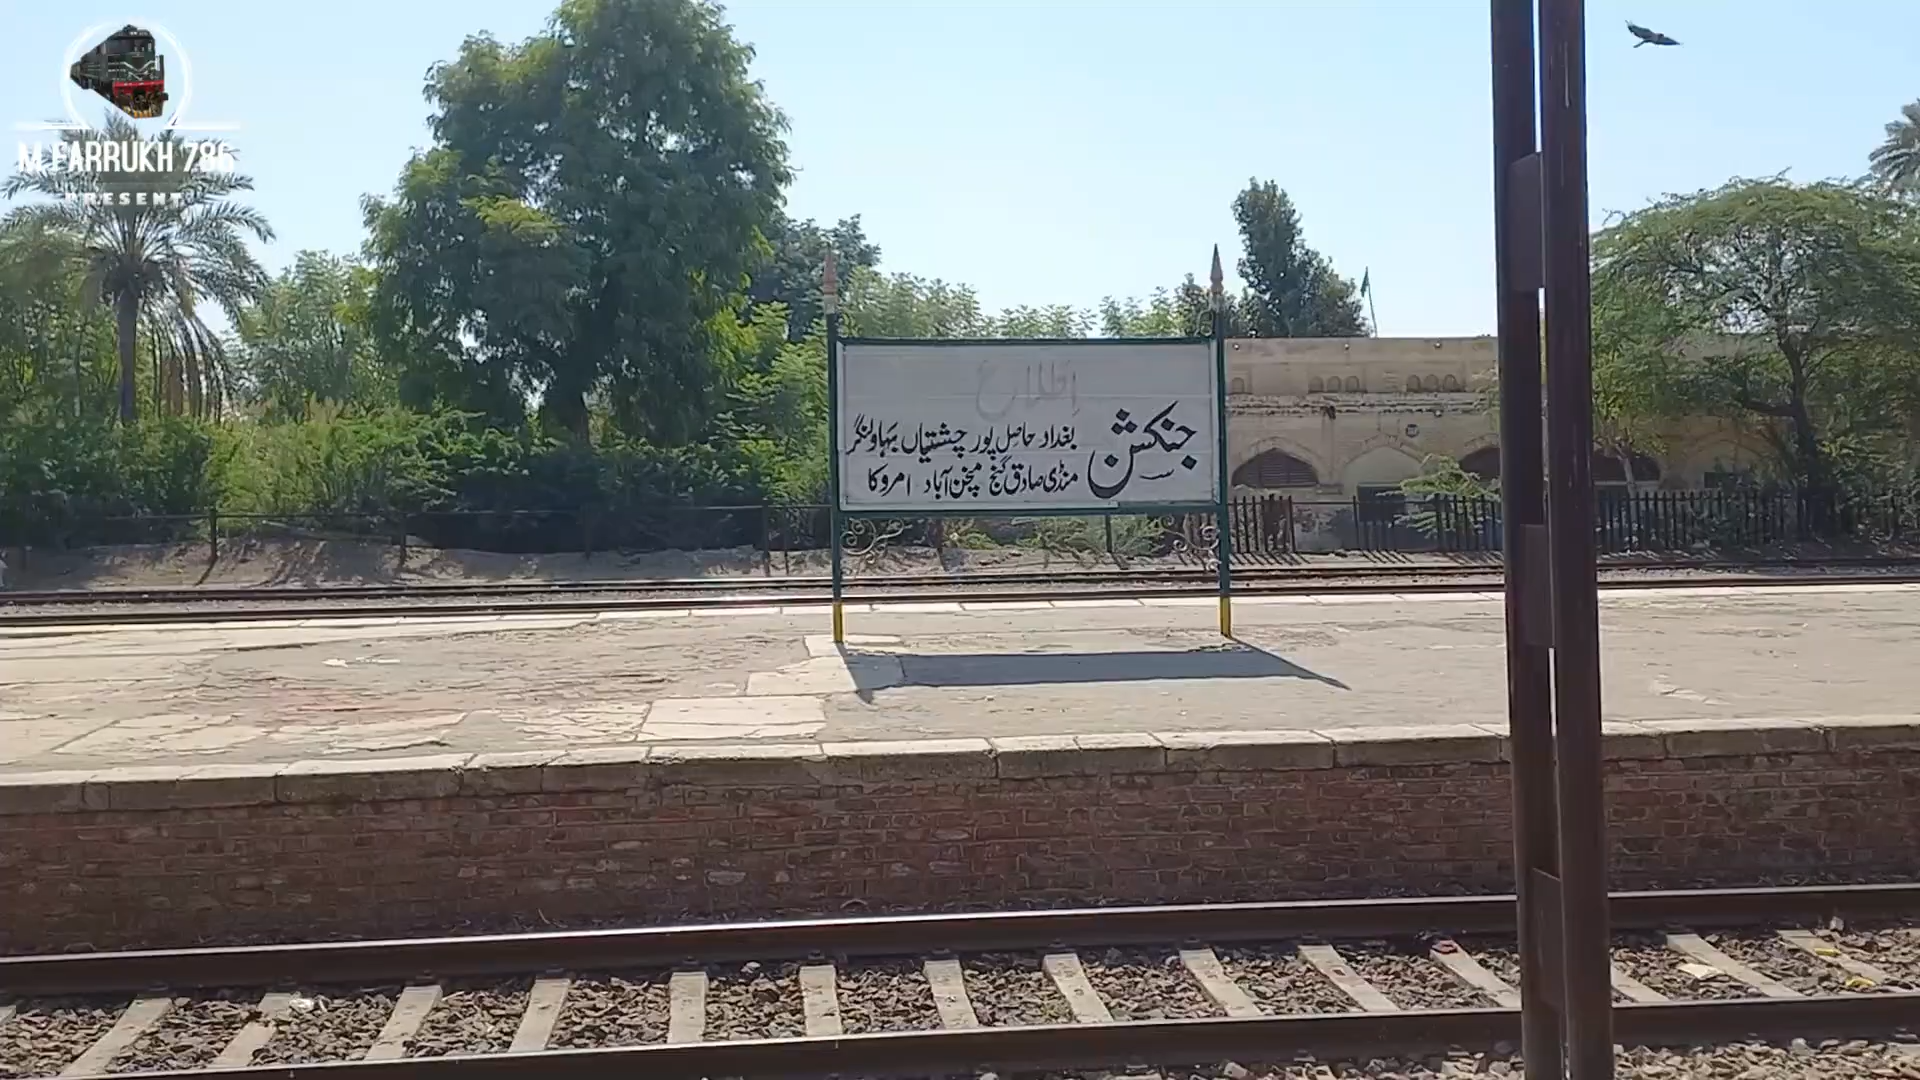 M FARRUKH 786
PRESENT
اطلاع
جنکشن
بغداد حاصل پور چشتیاں بہاولنگر
منڈی صادق گنج مچن آباد امروکا